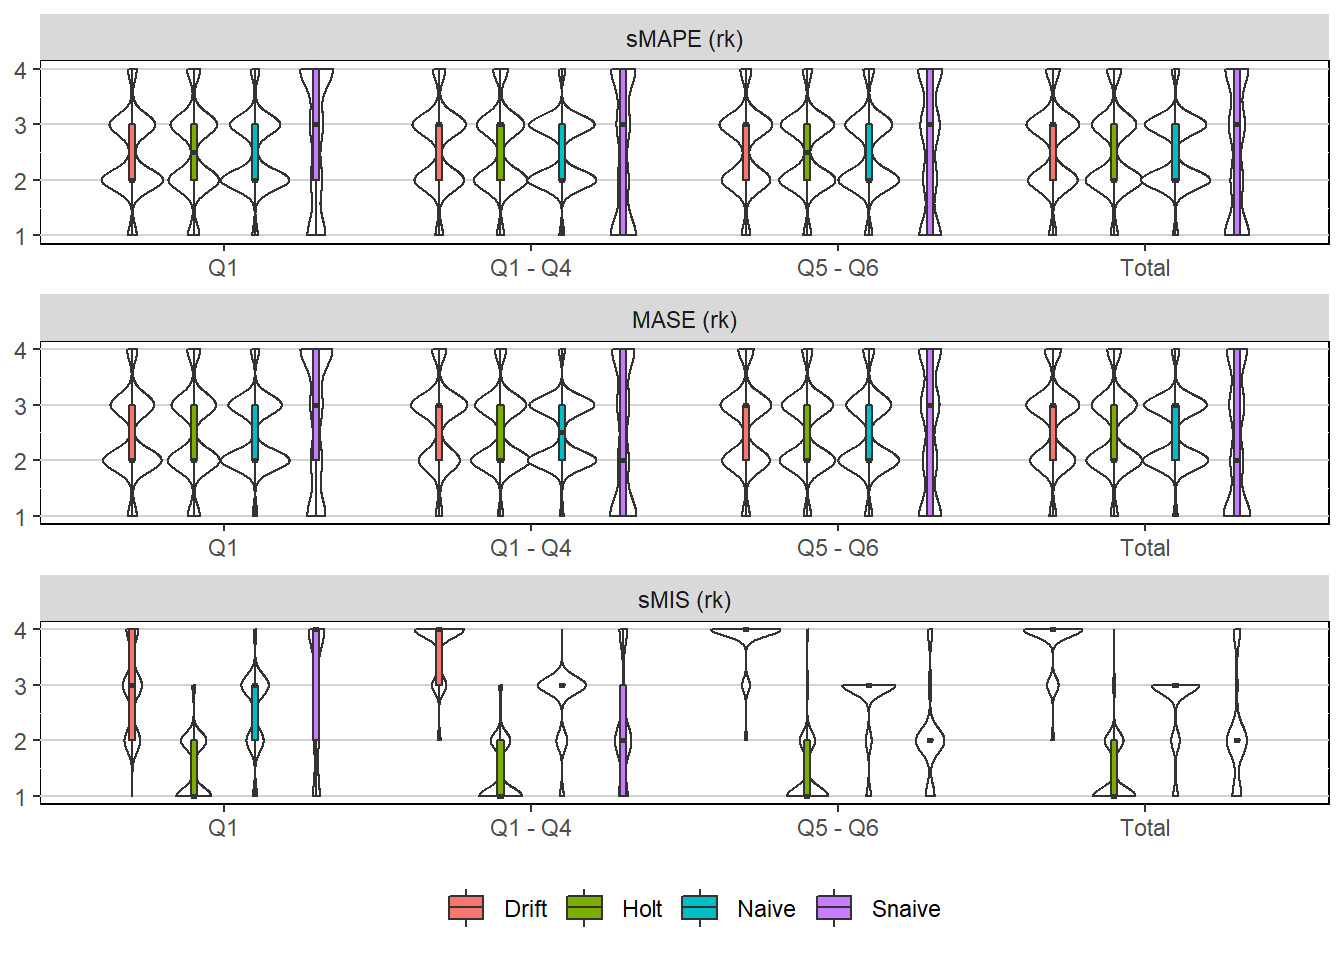 sMAPE (rk)
4
3
2
1
Q1 Q1 - Q4 Q5 - Q6 Total
MASE (rk)
4
3
2
1
Q1 Q1 - Q4 Q5 - Q6 Total
sMIS (rk)
4
3
2
1
Q1 Q1 - Q4 Q5 - Q6 Total
Drift Holt Naive Snaive